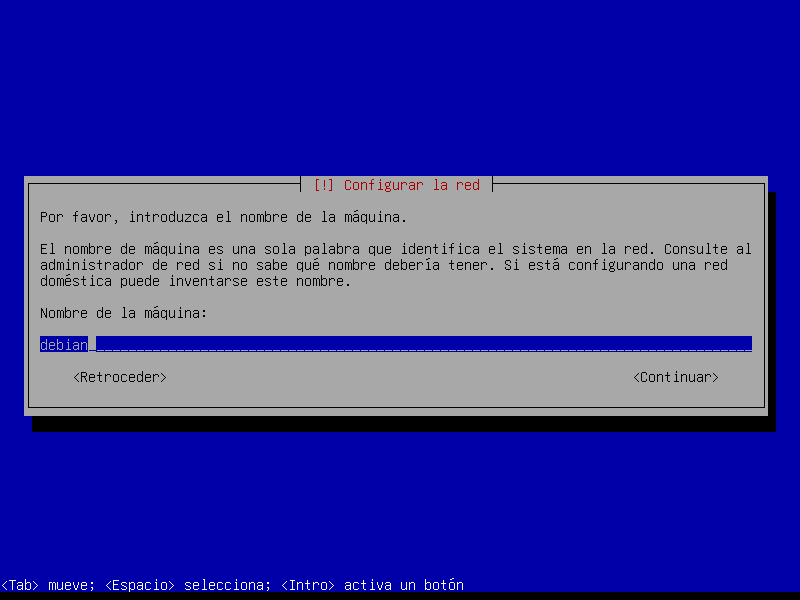 [!] Configurar la red
Por favor, introduzca el nombre de la máquina.
El nombre de máquina es una sola palabra que identifica el sistema en la red. Consulte al
administrador de red si no sabe qué nombre debería tener. Si está configurando una red
doméstica puede inventarse este nombre.
Nombre de la máquina:
debian
<Retroceder> <Continuar>
<Tab> mueve; <Espacio> selecciona; <Intro> activa un botón